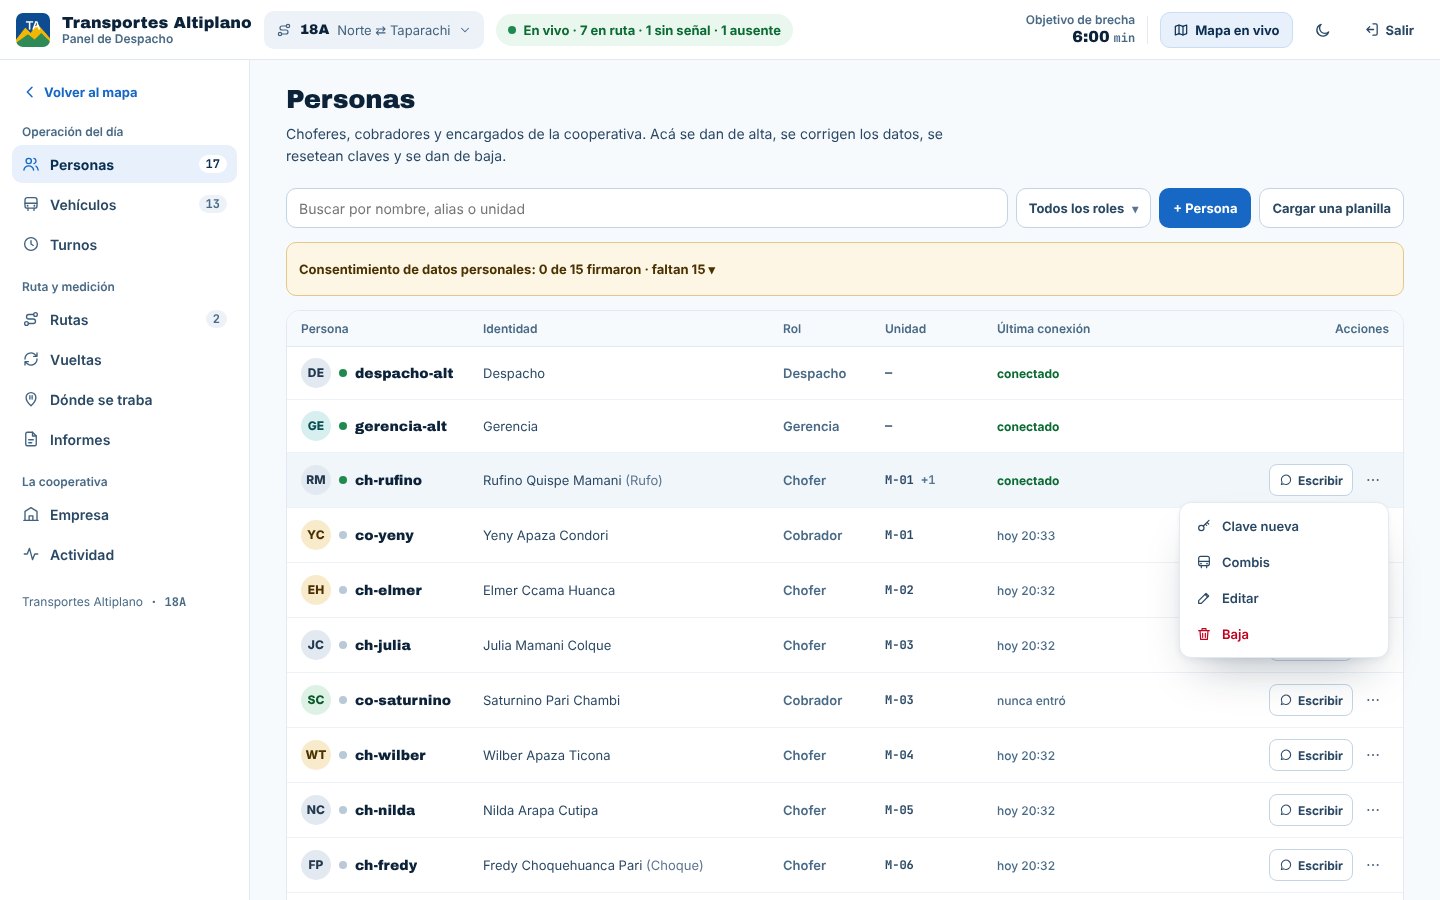 TA
Transportes Altiplano
Panel de Despacho
18A Norte ⇄ Taparachi
En vivo · 7 en ruta · 1 sin señal · 1 ausente
Objetivo de brecha
6:00 min
Mapa en vivo
Salir
Volver al mapa
Operación del día
Personas 17
Vehículos 13
Turnos
Ruta y medición
Rutas 2
Vueltas
Dónde se traba
Informes
La cooperativa
Empresa
Actividad
Transportes Altiplano · 18A
Personas
Choferes, cobradores y encargados de la cooperativa. Acá se dan de alta, se corrigen los datos, se
resetean claves y se dan de baja.
Buscar por nombre, alias o unidad
Todos los roles ▾
+ Persona
Cargar una planilla
Consentimiento de datos personales: 0 de 15 firmaron · faltan 15 ▾
Persona Identidad Rol Unidad Última conexión Acciones
DE despacho-alt Despacho Despacho – conectado
GE gerencia-alt Gerencia Gerencia – conectado
RM ch-rufino Rufino Quispe Mamani (Rufo) Chofer M-01 +1 conectado Escribir ···
YC co-yeny Yeny Apaza Condori Cobrador M-01 hoy 20:33
EH ch-elmer Elmer Ccama Huanca Chofer M-02 hoy 20:32
JC ch-julia Julia Mamani Colque Chofer M-03 hoy 20:32
Clave nueva
Combis
Editar
Baja
SC co-saturnino Saturnino Pari Chambi Cobrador M-03 nunca entró Escribir ···
WT ch-wilber Wilber Apaza Ticona Chofer M-04 hoy 20:32 Escribir ···
NC ch-nilda Nilda Arapa Cutipa Chofer M-05 hoy 20:32 Escribir ···
FP ch-fredy Fredy Choquehuanca Pari (Choque) Chofer M-06 hoy 20:32 Escribir ···